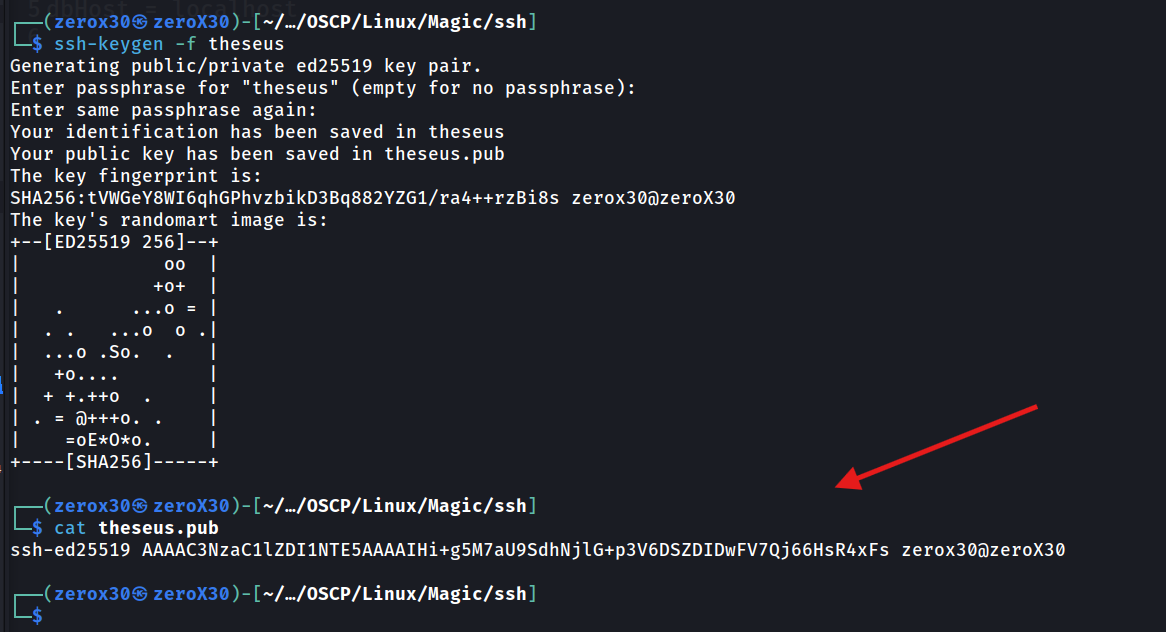 5dbHost = localhost
┌──(zerox30㉿zeroX30)-[~/…/OSCP/Linux/Magic/ssh]
└─$ ssh-keygen -f theseus
Generating public/private ed25519 key pair.
Enter passphrase for "theseus" (empty for no passphrase):
Enter same passphrase again:
Your identification has been saved in theseus
Your public key has been saved in theseus.pub
The key fingerprint is:
SHA256:tVWGeY8WI6qhGPhvzbikD3Bq882YZG1/ra4++rzBi8s zerox30@zeroX30
The key's randomart image is:
+--[ED25519 256]--+
|             oo  |
|            +o+  |
|   .      ...o = |
|  . .   ...o  o .|
|  ...o .So.  .   |
|   +o....        |
|  + +.++o  .     |
| . = @+++o. .    |
|    =oE*O*o.     |
+----[SHA256]-----+
┌──(zerox30㉿zeroX30)-[~/…/OSCP/Linux/Magic/ssh]
└─$ cat theseus.pub
ssh-ed25519 AAAAC3NzaC1lZDI1NTE5AAAAIHi+g5M7aU9SdhNjlG+p3V6DSZDIDwFV7Qj66HsR4xFs zerox30@zeroX30
┌──(zerox30㉿zeroX30)-[~/…/OSCP/Linux/Magic/ssh]
└─$